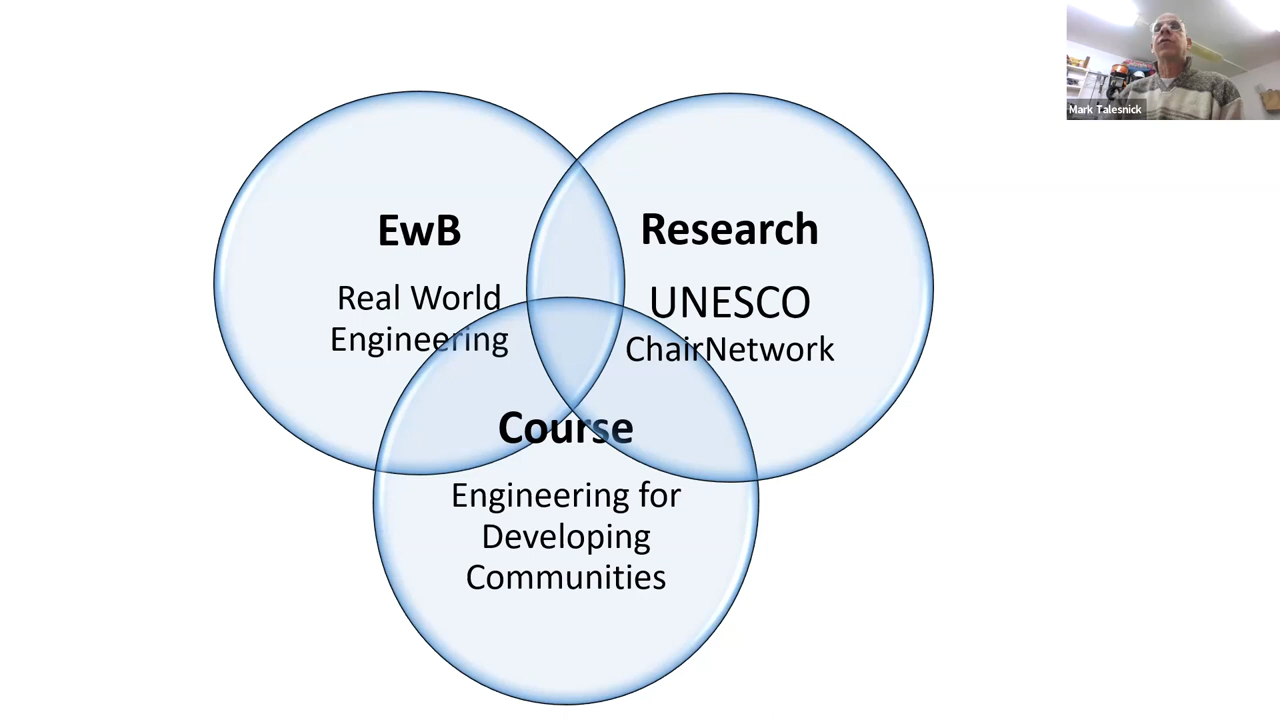 Mark Talesnick
EwB
Real World
Engineering
Research
UNESCO
ChairNetwork
Course
Engineering for
Developing
Communities